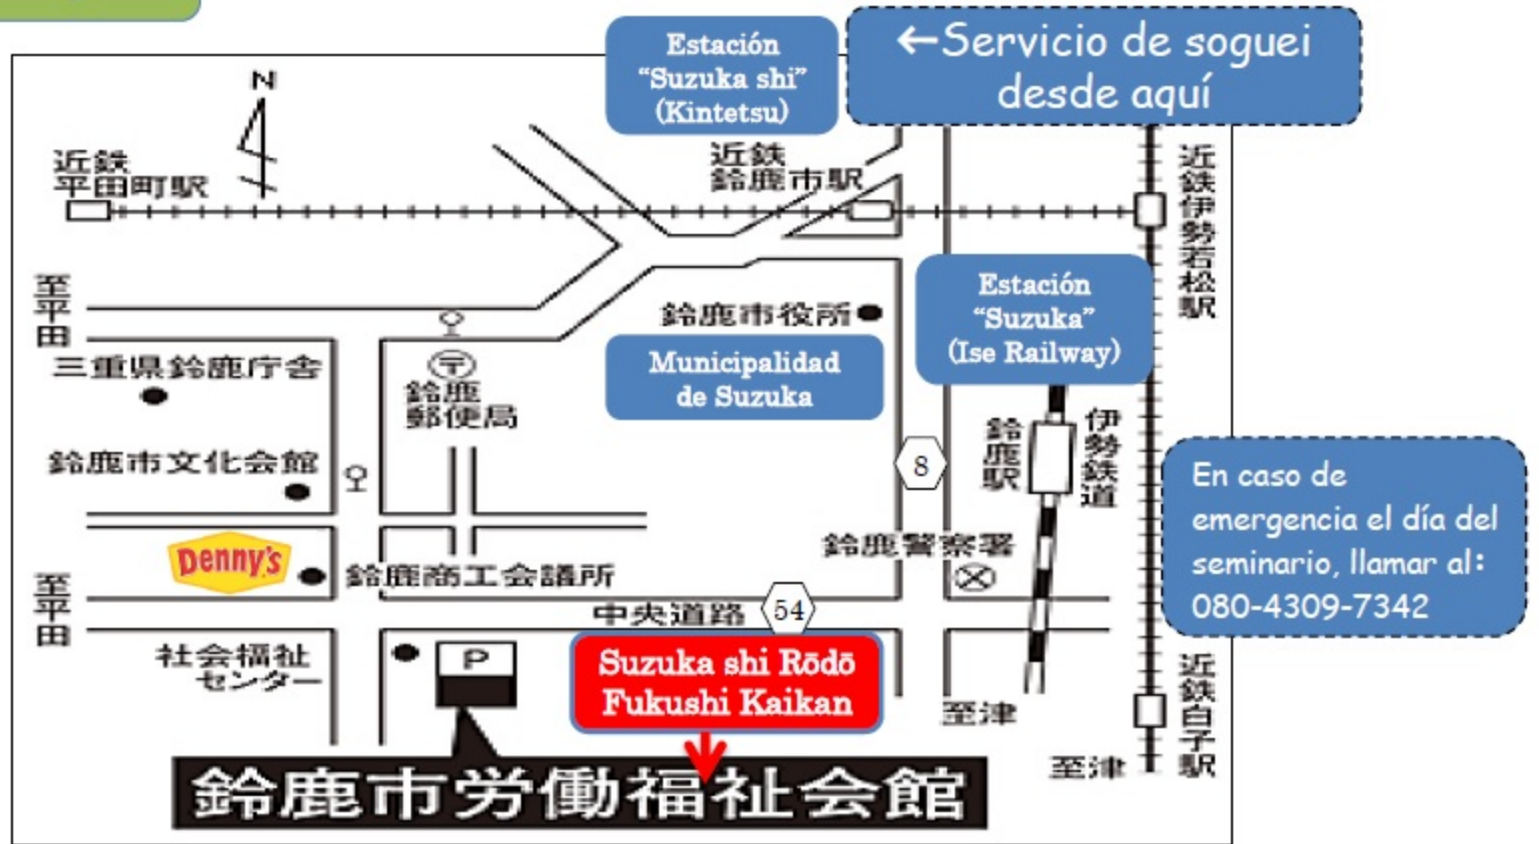 Estación
“Suzuka shi”
(Kintetsu)
←Servicio de soguei
desde aquí
N
近鉄
平田町駅
近鉄
鈴鹿市駅
近鉄伊勢若松駅
至平田
鈴鹿市役所
Estación
“Suzuka”
(Ise Railway)
Municipalidad
de Suzuka
三重県鈴鹿庁舎
〒
鈴鹿
郵便局
鈴鹿駅
伊勢鉄道
8
鈴鹿市文化会館
En caso de
emergencia el día del
seminario, llamar al:
080-4309-7342
Denny's
鈴鹿商工会議所
鈴鹿警察署
至平田
中央道路
54
社会福祉
センター
P
Suzuka shi Rōdō
Fukushi Kaikan
至津
近鉄白子駅
至津
鈴鹿市労働福祉会館